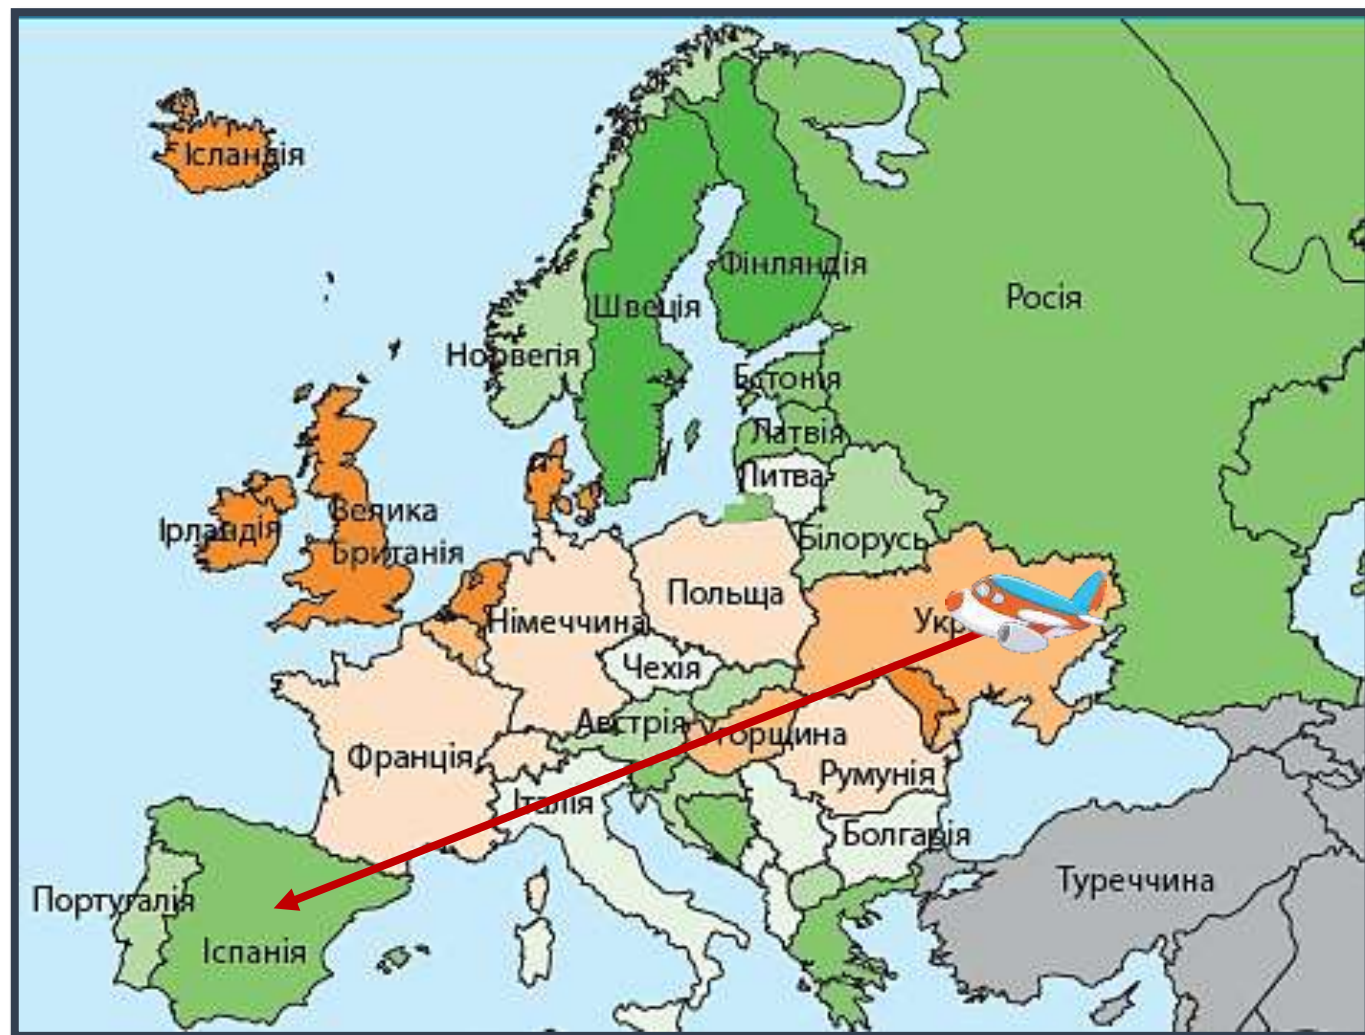 Ісландія
Фінляндія
Росія
Швеція
Норвегія
Естонія
Латвія
Литва
Велика
Британія
Ірландія
Білорусь
Польща
Німеччина
Укр
Чехія
Австрія
Угорщина
Франція
Румунія
Італія
Болгарія
Туреччина
Португалія
Іспанія